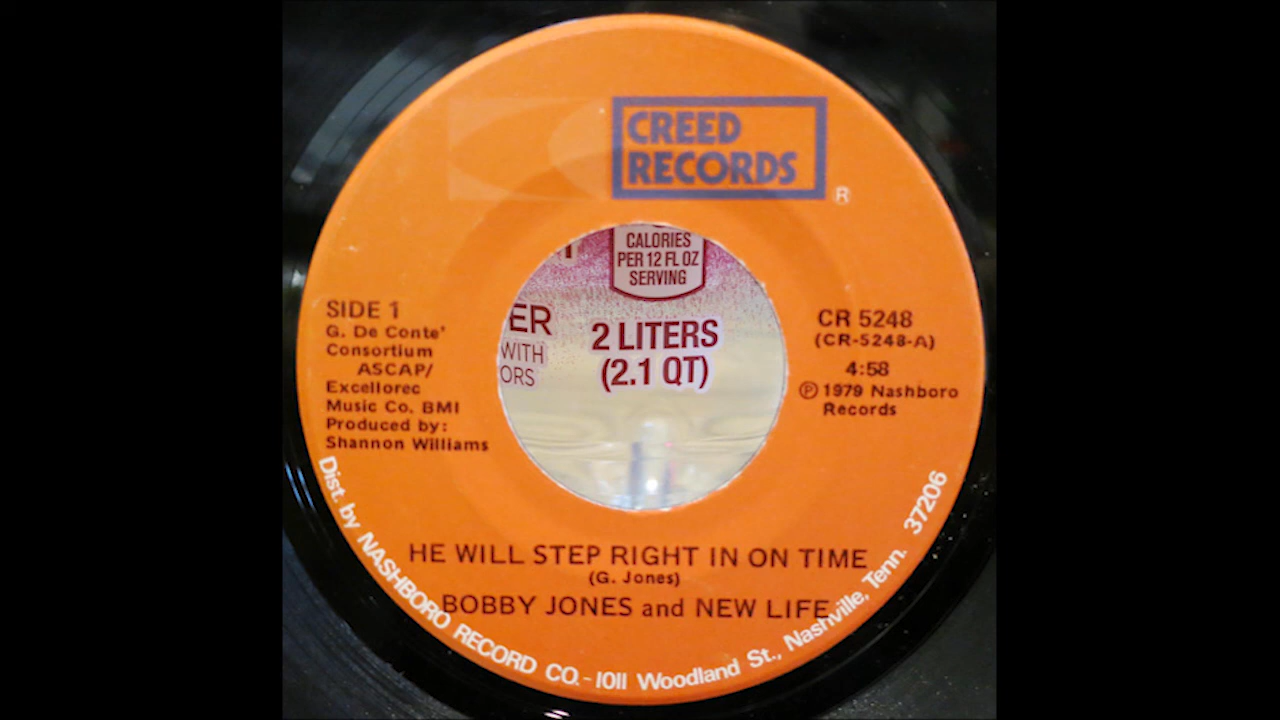 CREED
RECORDS
R
CALORIES
PER 12 FL OZ
SERVING
ER
WITH
ORS
2 LITERS
(2.1 QT)
SIDE 1
G. De Conte'
Consortium
ASCAP/
Excellorec
Music Co. BMI
Produced by:
Shannon Williams
CR 5248
(CR-5248-A)
4:58
℗ 1979 Nashboro
Records
HE WILL STEP RIGHT IN ON TIME
(G. Jones)
BOBBY JONES and NEW LIFE
Dist. by NASHBORO RECORD CO. - 1011 Woodland St., Nashville, Tenn. 37206